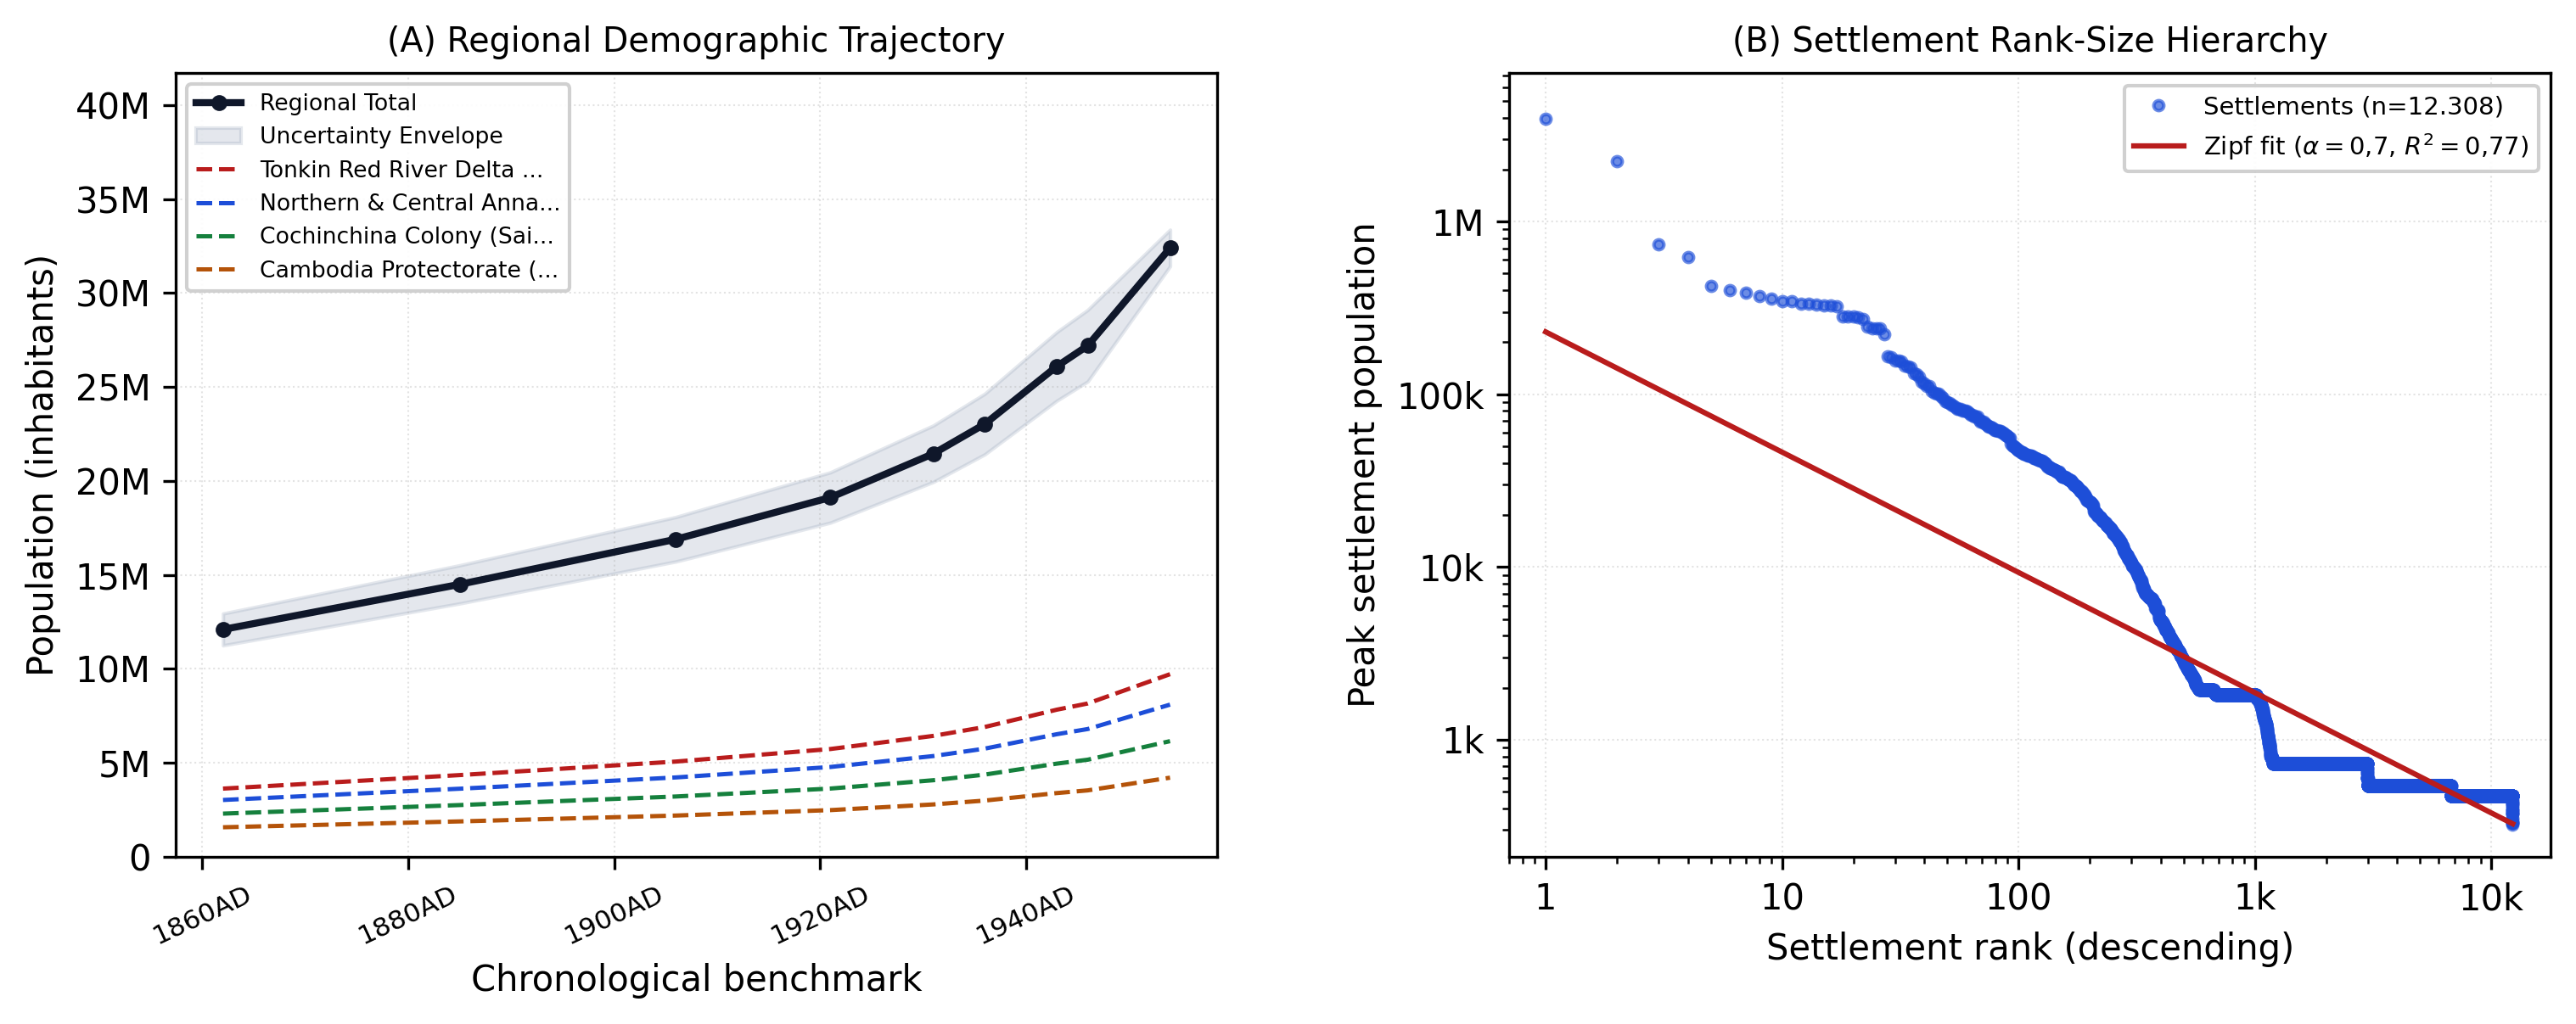 (A) Regional Demographic Trajectory
Population (inhabitants)
40M
35M
30M
25M
20M
15M
10M
5M
0
Regional Total
Uncertainty Envelope
Tonkin Red River Delta ...
Northern & Central Anna...
Cochinchina Colony (Sai...
Cambodia Protectorate (...
1860AD
1880AD
1900AD
1920AD
1940AD
Chronological benchmark
(B) Settlement Rank-Size Hierarchy
Peak settlement population
1M
100k
10k
1k
Settlements (n=12.308)
Zipf fit (α = 0,7, R² = 0,77)
1
10
100
1k
10k
Settlement rank (descending)